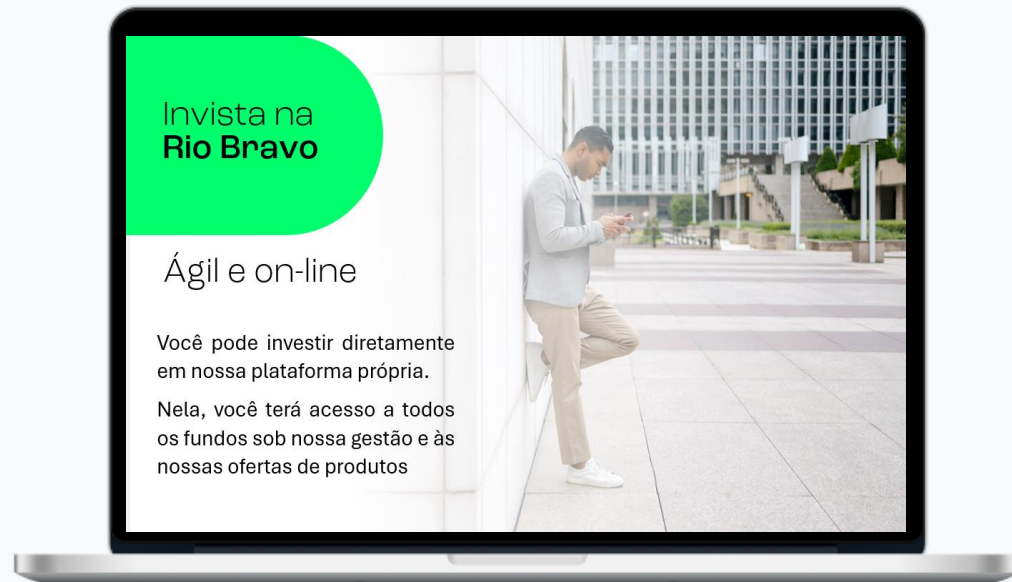 Invista na
Rio Bravo
Ágil e on-line
Você pode investir diretamente
em nossa plataforma própria.
Nela, você terá acesso a todos
os fundos sob nossa gestão e às
nossas ofertas de produtos